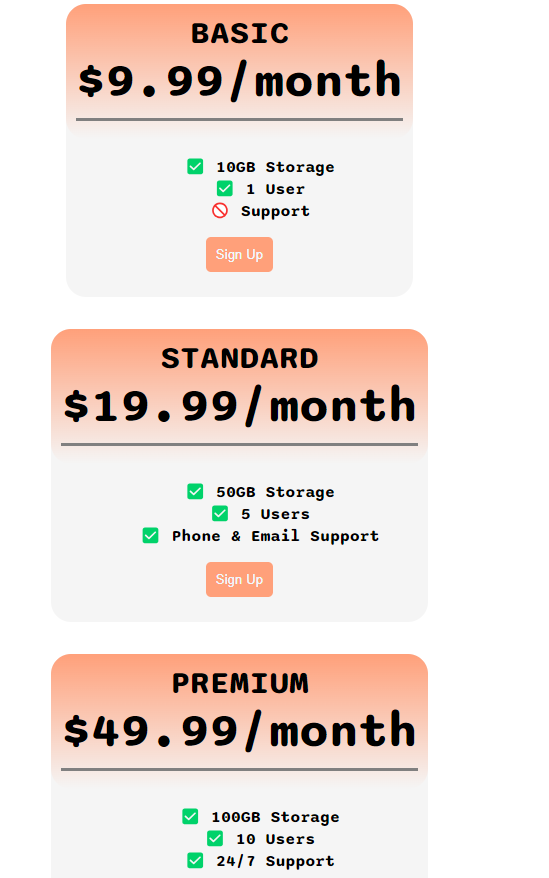 BASIC
$9.99/month
✅ 10GB Storage
✅ 1 User
🚫 Support
Sign Up
STANDARD
$19.99/month
✅ 50GB Storage
✅ 5 Users
✅ Phone & Email Support
Sign Up
PREMIUM
$49.99/month
✅ 100GB Storage
✅ 10 Users
✅ 24/7 Support